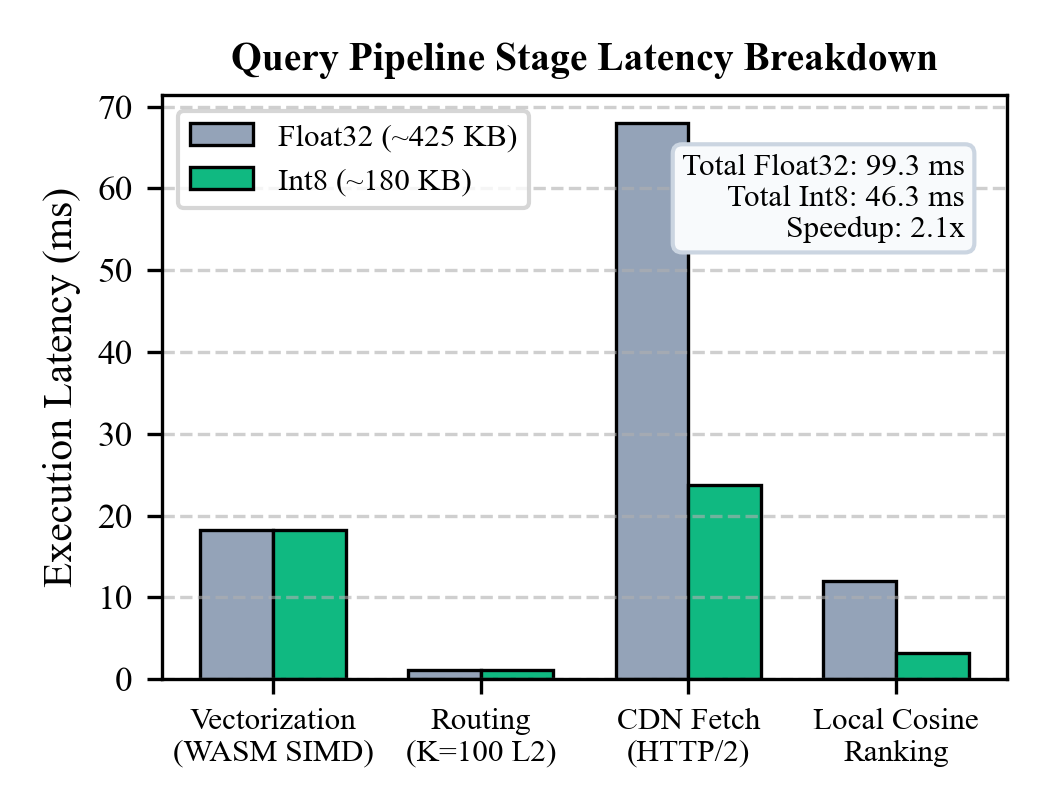 Query Pipeline Stage Latency Breakdown
Execution Latency (ms)
70
60
50
40
30
20
10
0
Float32 (~425 KB)
Int8 (~180 KB)
Total Float32: 99.3 ms
Total Int8: 46.3 ms
Speedup: 2.1x
Vectorization
(WASM SIMD)
Routing
(K=100 L2)
CDN Fetch
(HTTP/2)
Local Cosine
Ranking